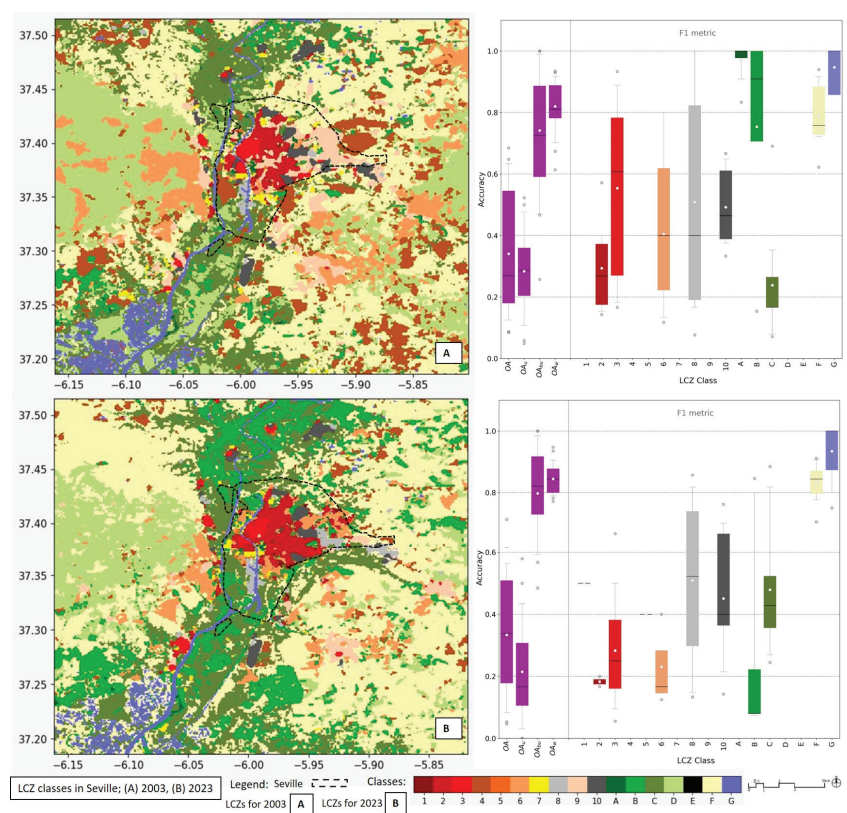 37.50
37.45
37.40
37.35
37.30
37.25
37.20
−6.15 −6.10 −6.05 −6.00 −5.95 −5.90 −5.85
A
F1 metric
Accuracy
1.0
0.8
0.6
0.4
0.2
0.0
OA OAu OAbu OAw 1 2 3 4 5 6 7 8 9 10 A B C D E F G
LCZ Class
37.50
37.45
37.40
37.35
37.30
37.25
37.20
−6.15 −6.10 −6.05 −6.00 −5.95 −5.90 −5.85
B
F1 metric
Accuracy
1.0
0.8
0.6
0.4
0.2
0.0
OA OAu OAbu OAw 1 2 3 4 5 6 7 8 9 10 A B C D E F G
LCZ Class
LCZ classes in Seville; (A) 2003, (B) 2023
Legend: Seville Classes:
LCZs for 2003 A LCZs for 2023 B
1 2 3 4 5 6 7 8 9 10 A B C D E F G